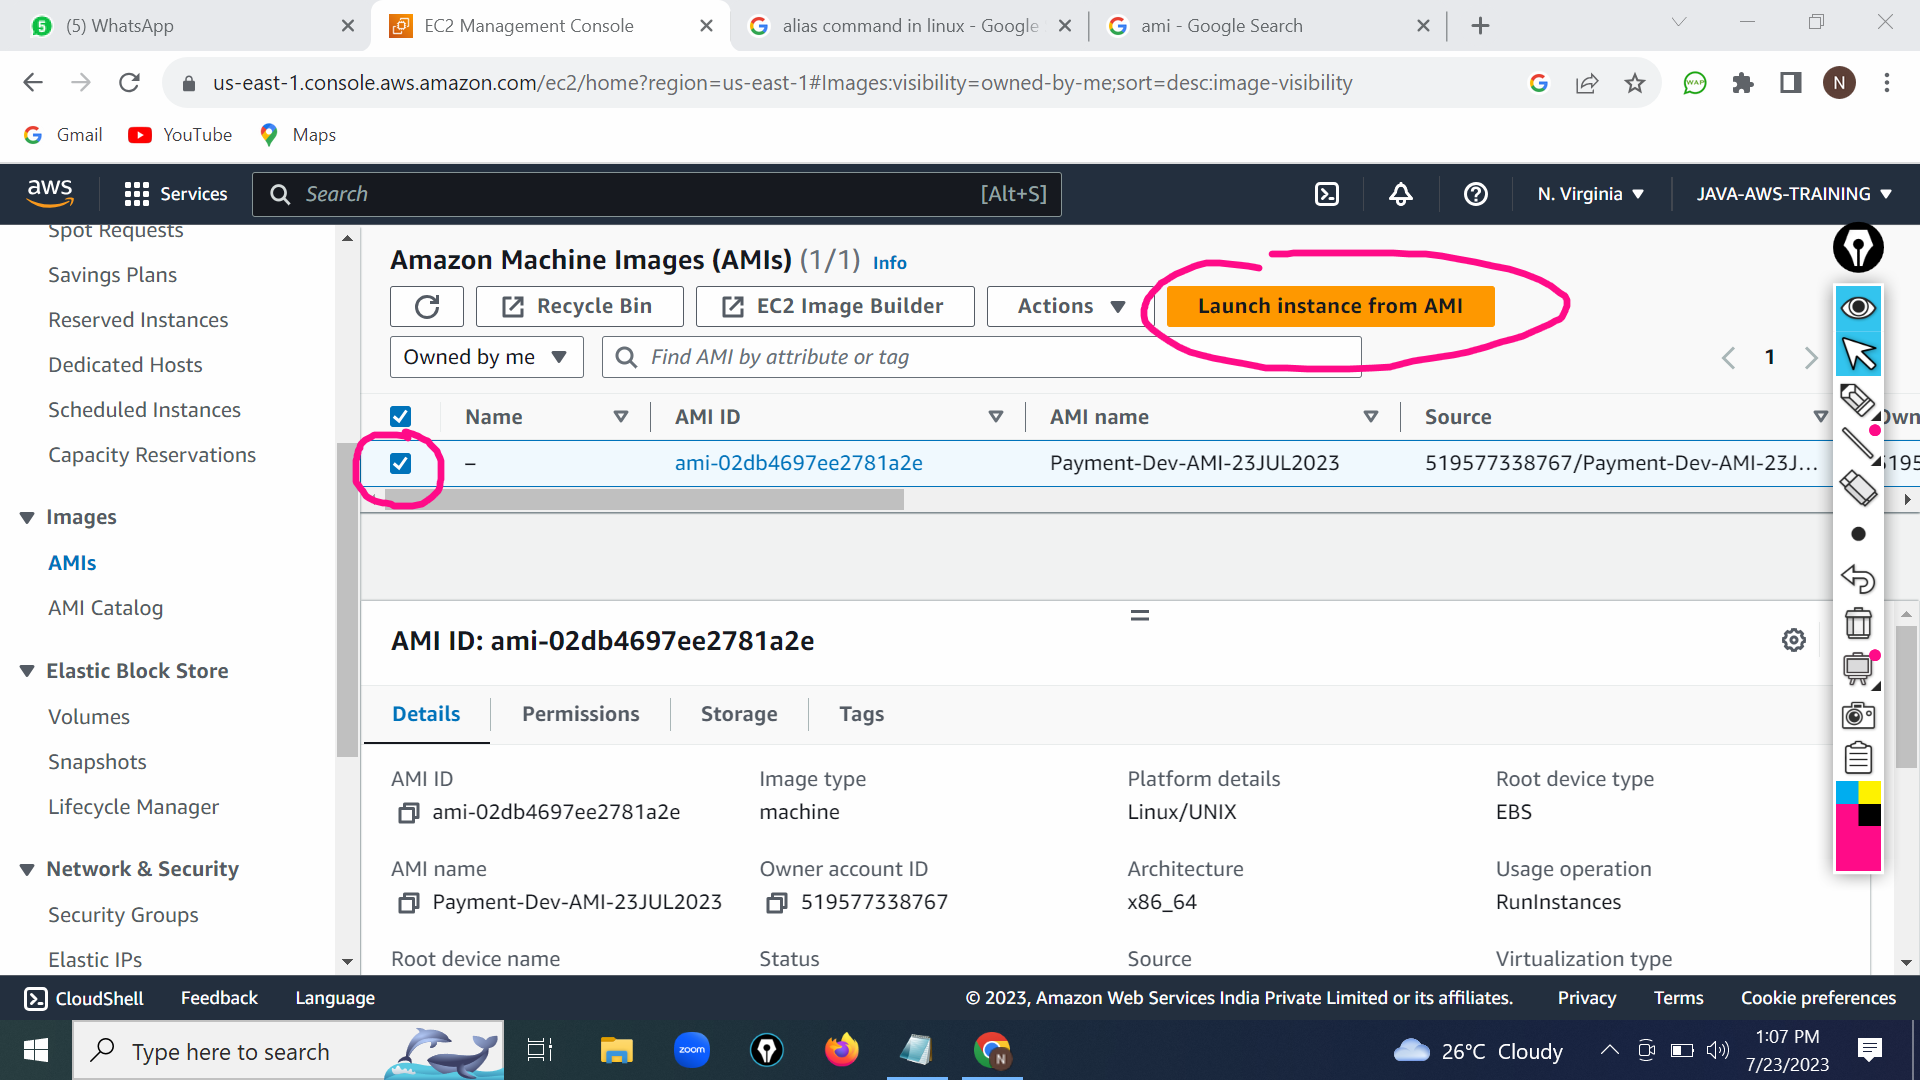 (5) WhatsApp
EC2 Management Console
alias command in linux - Google
ami - Google Search
us-east-1.console.aws.amazon.com/ec2/home?region=us-east-1#Images:visibility=owned-by-me;sort=desc:image-visibility
N
Gmail
YouTube
Maps
aws
Services
Search
[Alt+S]
N. Virginia
JAVA-AWS-TRAINING
Spot Requests
Savings Plans
Reserved Instances
Dedicated Hosts
Scheduled Instances
Capacity Reservations
Images
AMIs
AMI Catalog
Elastic Block Store
Volumes
Snapshots
Lifecycle Manager
Network & Security
Security Groups
Elastic IPs
Amazon Machine Images (AMIs) (1/1) Info
Recycle Bin
EC2 Image Builder
Actions
Launch instance from AMI
Owned by me
Find AMI by attribute or tag
1
Name
AMI ID
AMI name
Source
–
ami-02db4697ee2781a2e
Payment-Dev-AMI-23JUL2023
519577338767/Payment-Dev-AMI-23J...
AMI ID: ami-02db4697ee2781a2e
Details
Permissions
Storage
Tags
AMI ID
Image type
Platform details
Root device type
ami-02db4697ee2781a2e
machine
Linux/UNIX
EBS
AMI name
Owner account ID
Architecture
Usage operation
Payment-Dev-AMI-23JUL2023
519577338767
x86_64
RunInstances
Root device name
Status
Source
Virtualization type
CloudShell
Feedback
Language
© 2023, Amazon Web Services India Private Limited or its affiliates.
Privacy
Terms
Cookie preferences
Type here to search
zoom
N
26°C Cloudy
1:07 PM
7/23/2023